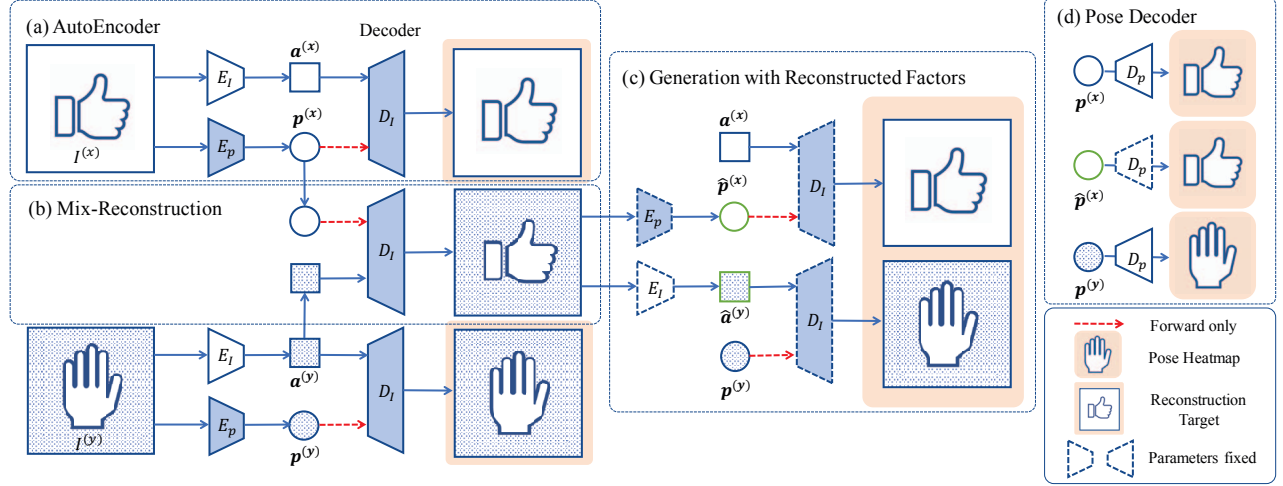 (a) AutoEncoder
Decoder
I^(x)
E_I
a^(x)
E_p
p^(x)
D_I
(b) Mix-Reconstruction
D_I
I^(y)
E_I
a^(y)
E_p
p^(y)
D_I
(c) Generation with Reconstructed Factors
a^(x)
E_p
p̂^(x)
D_I
E_I
â^(y)
D_I
p^(y)
(d) Pose Decoder
D_p
p^(x)
D_p
p̂^(x)
D_p
p^(y)
Forward only
Pose Heatmap
Reconstruction
Target
Parameters fixed